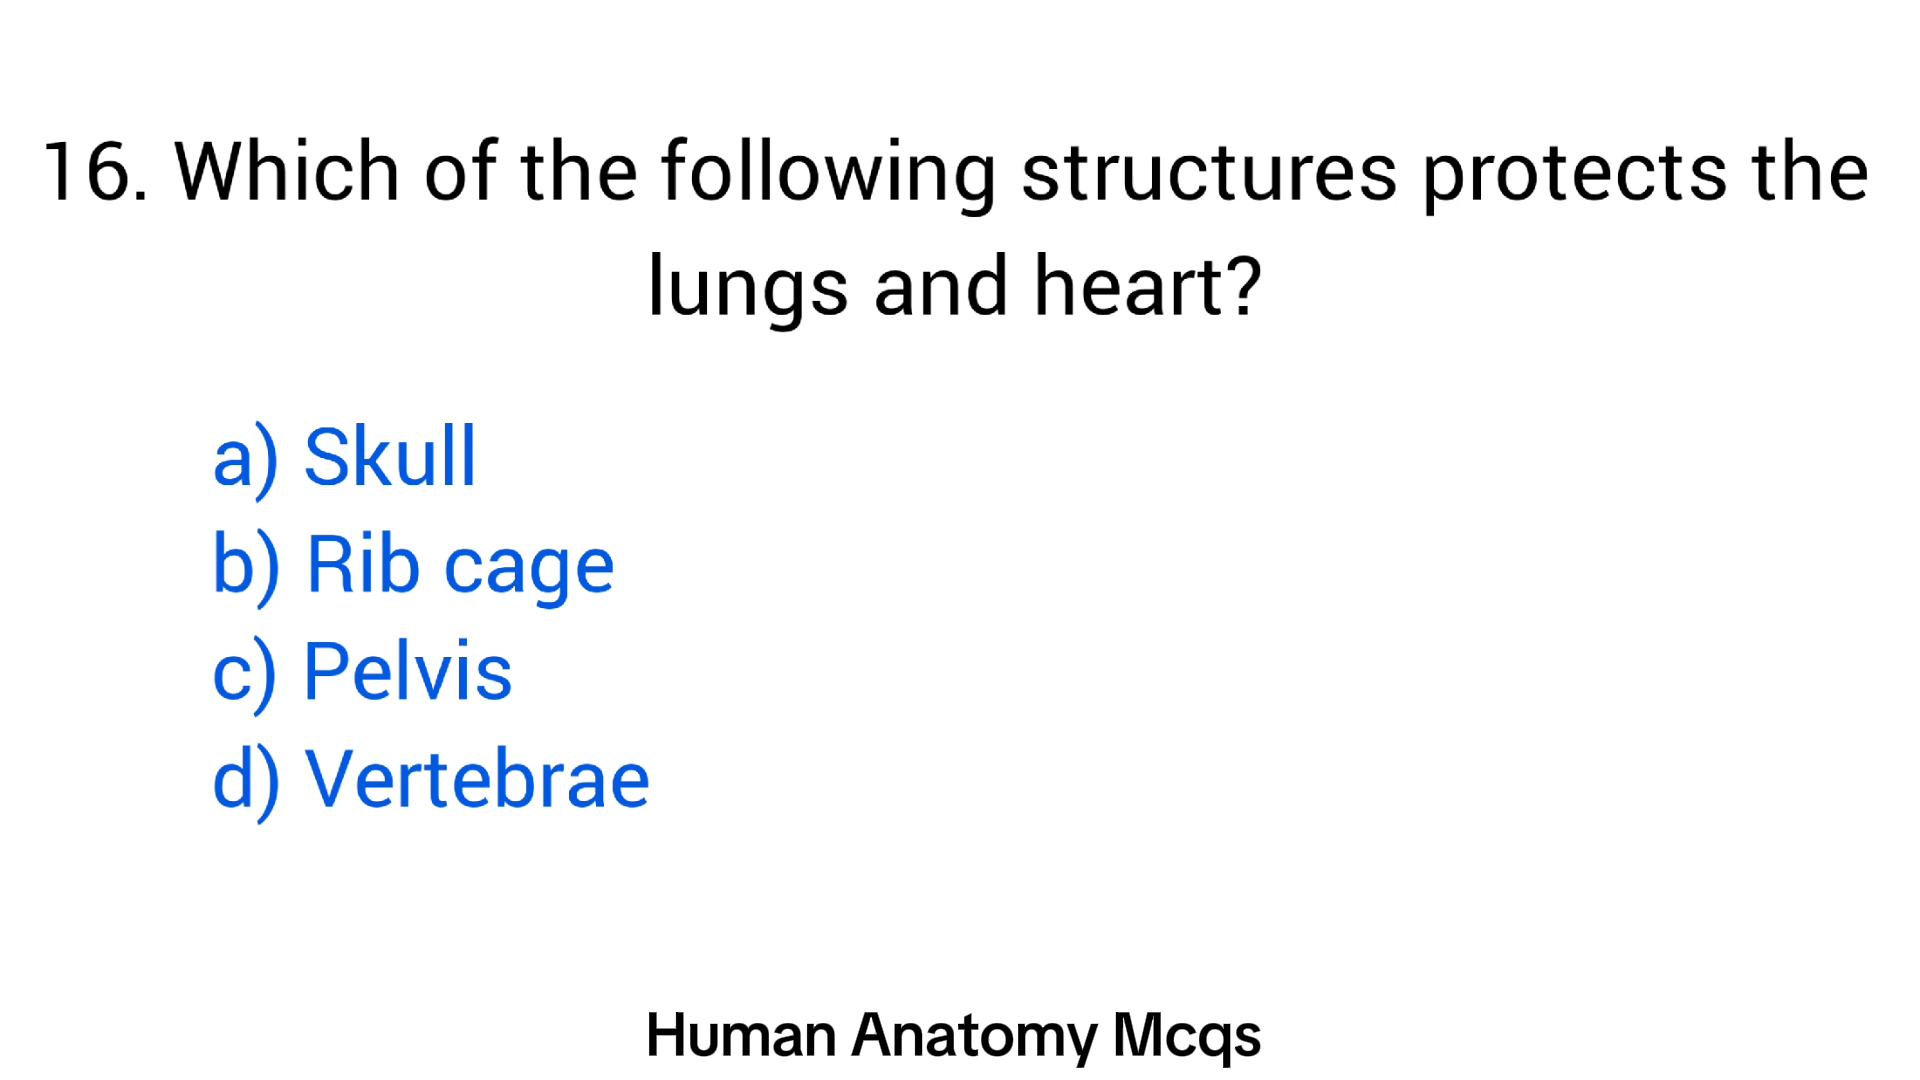 16. Which of the following structures protects the
lungs and heart?
a) Skull
b) Rib cage
c) Pelvis
d) Vertebrae
Human Anatomy Mcqs